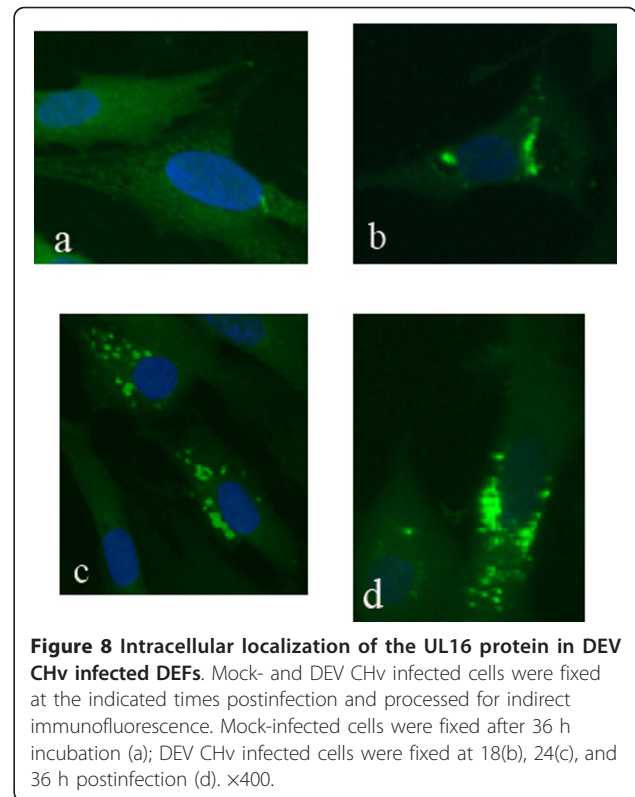 a
b
c
d
Figure 8 Intracellular localization of the UL16 protein in DEV
CHv infected DEFs. Mock- and DEV CHv infected cells were fixed
at the indicated times postinfection and processed for indirect
immunofluorescence. Mock-infected cells were fixed after 36 h
incubation (a); DEV CHv infected cells were fixed at 18(b), 24(c), and
36 h postinfection (d). ×400.